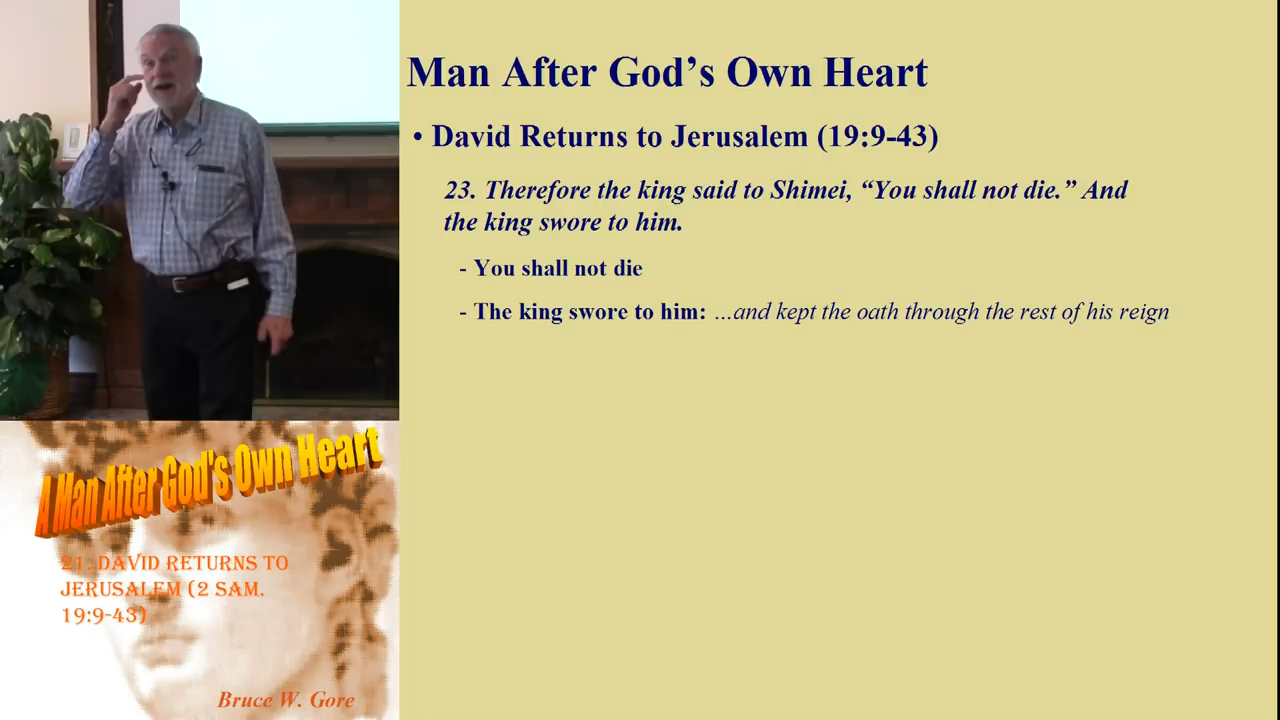 Man After God's Own Heart
• David Returns to Jerusalem (19:9-43)
23. Therefore the king said to Shimei, “You shall not die.” And
the king swore to him.
- You shall not die
- The king swore to him: …and kept the oath through the rest of his reign
A Man After God's Own Heart
21. DAVID RETURNS TO
JERUSALEM (2 SAM.
19:9-43)
Bruce W. Gore